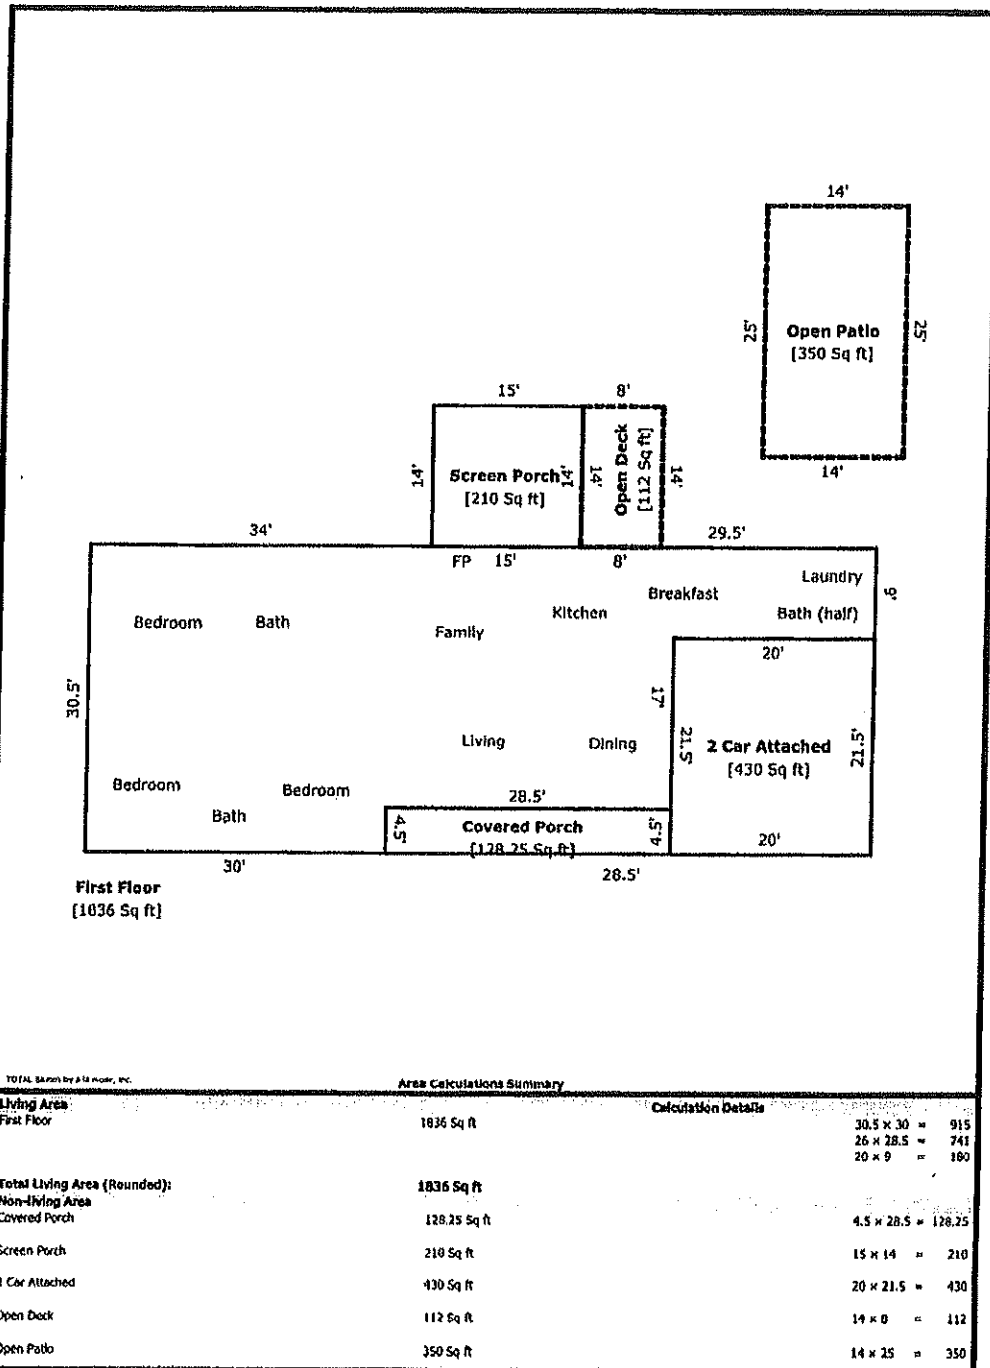 14'
25'
Open Patio
[350 Sq ft]
25'
14'
15'
8'
14'
Screen Porch
[210 Sq ft]
14'
14'
Open Deck
[112 Sq ft]
14'
34'
29.5'
FP 15'
8'
Laundry
Breakfast
9'
Kitchen
Bath (half)
Bedroom
Bath
Family
20'
30.5'
17'
21.5'
2 Car Attached
[430 Sq ft]
21.5'
Living
Dining
Bedroom
Bedroom
28.5'
Bath
4.5'
Covered Porch
[128.25 Sq ft]
4.5'
20'
30'
28.5'
First Floor
[1836 Sq ft]
TOTAL Sketch by a la mode, inc.
Area Calculations Summary
Living Area
Calculation Details
First Floor 1836 Sq ft 30.5 × 30 = 915
26 × 28.5 = 741
20 × 9 = 180
Total Living Area (Rounded): 1836 Sq ft
Non-living Area
Covered Porch 128.25 Sq ft 4.5 × 28.5 = 128.25
Screen Porch 210 Sq ft 15 × 14 = 210
2 Car Attached 430 Sq ft 20 × 21.5 = 430
Open Deck 112 Sq ft 14 × 8 = 112
Open Patio 350 Sq ft 14 × 25 = 350